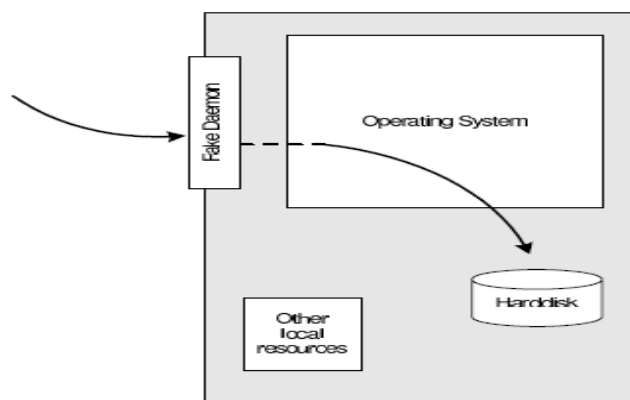 Fake Daemon
Operating System
Harddisk
Other
local
resources